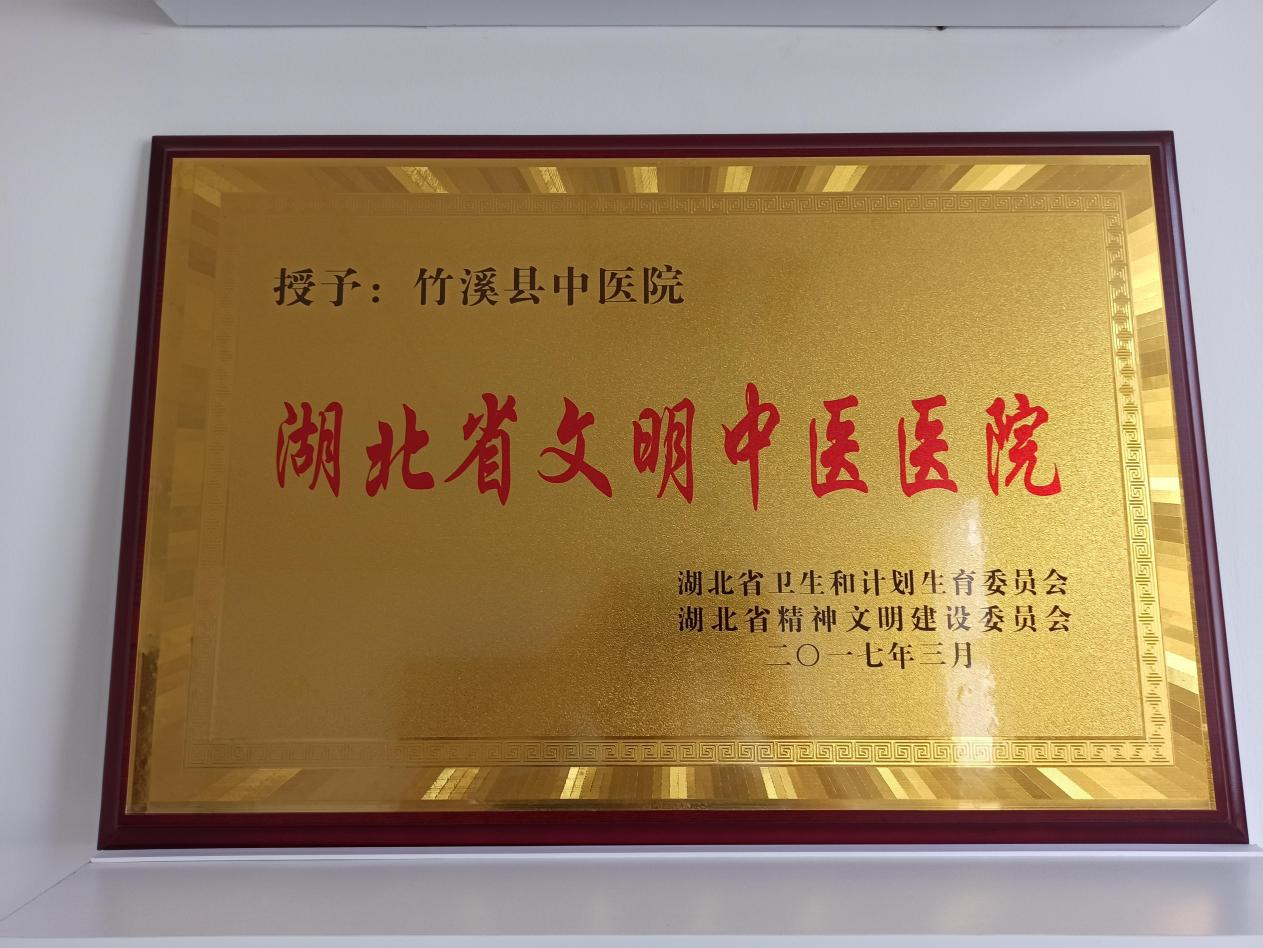 授予：竹溪县中医院
湖北省文明中医医院
湖北省卫生和计划生育委员会
湖北省精神文明建设委员会
二〇一七年三月